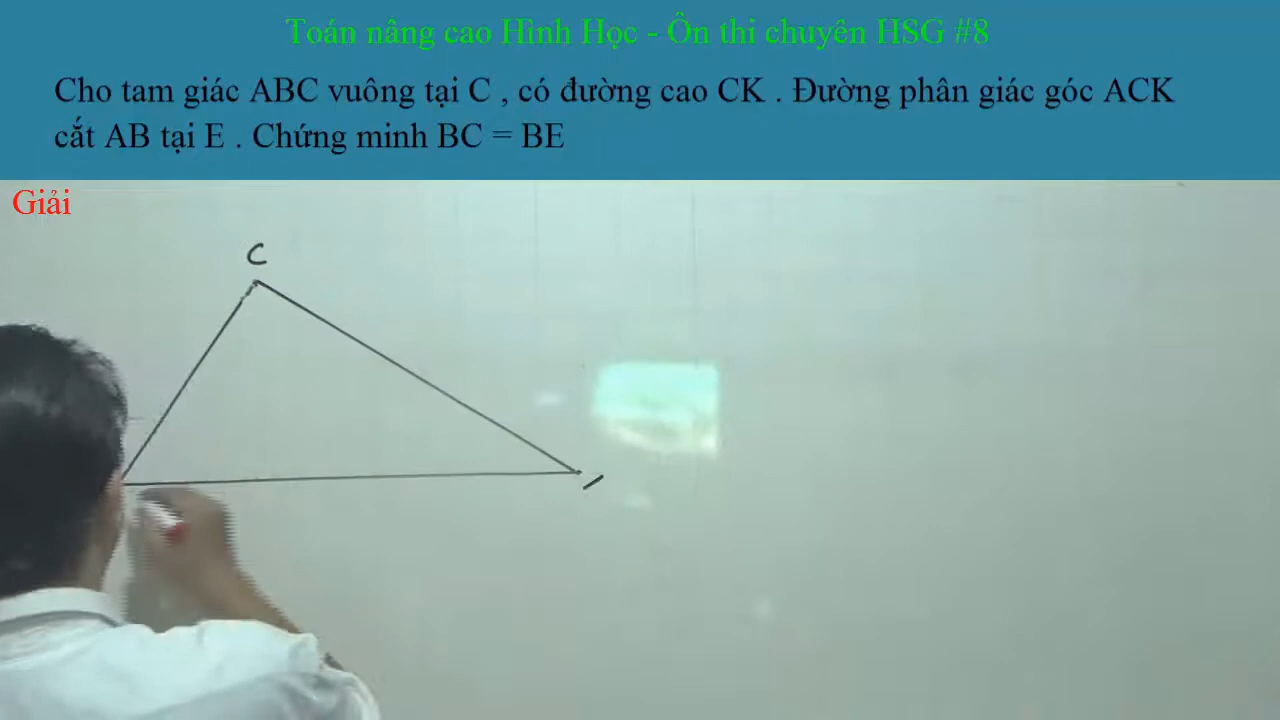 Toán nâng cao Hình Học - Ôn thi chuyên HSG #8
Cho tam giác ABC vuông tại C , có đường cao CK . Đường phân giác góc ACK
cắt AB tại E . Chứng minh BC = BE
Giải
C